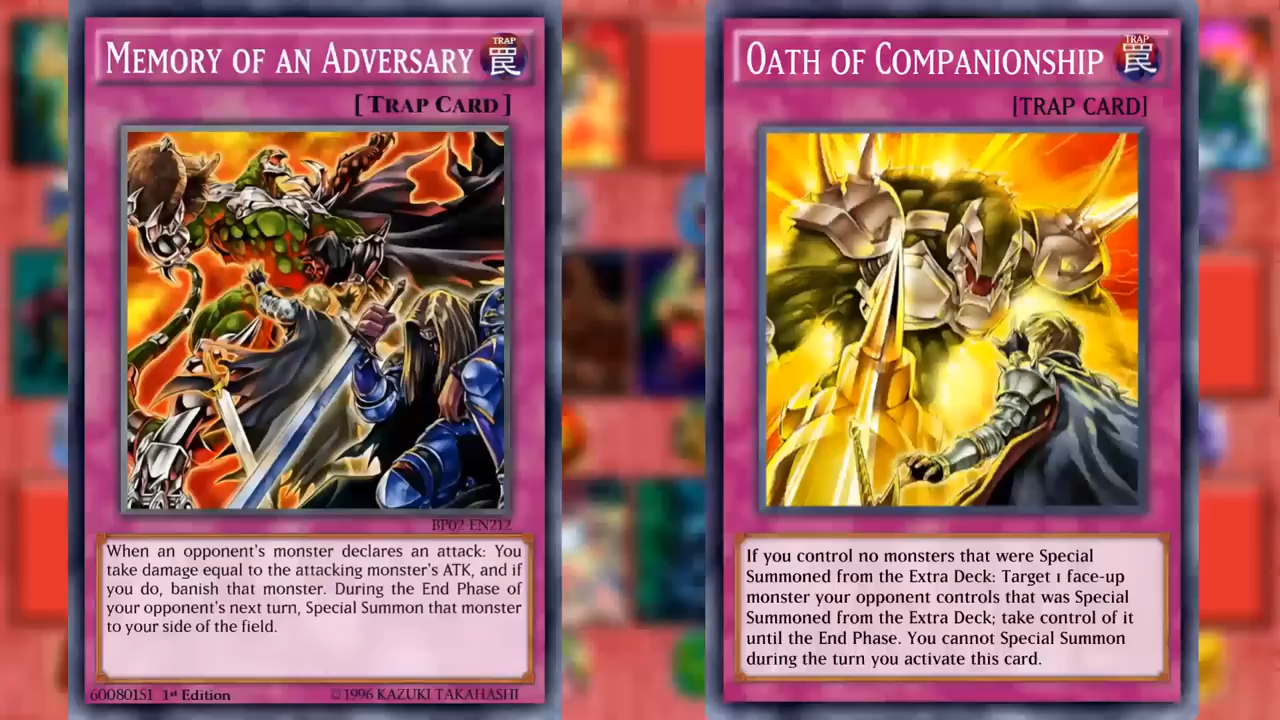 MEMORY OF AN ADVERSARY
TRAP
罠
[ TRAP CARD ]
BP02-EN212
When an opponent's monster declares an attack: You
take damage equal to the attacking monster's ATK, and if
you do, banish that monster. During the End Phase of
your opponent's next turn, Special Summon that monster
to your side of the field.
60080151 1st Edition
© 1996 KAZUKI TAKAHASHI
OATH OF COMPANIONSHIP
TRAP
罠
[TRAP CARD]
If you control no monsters that were Special
Summoned from the Extra Deck: Target 1 face-up
monster your opponent controls that was Special
Summoned from the Extra Deck; take control of it
until the End Phase. You cannot Special Summon
during the turn you activate this card.